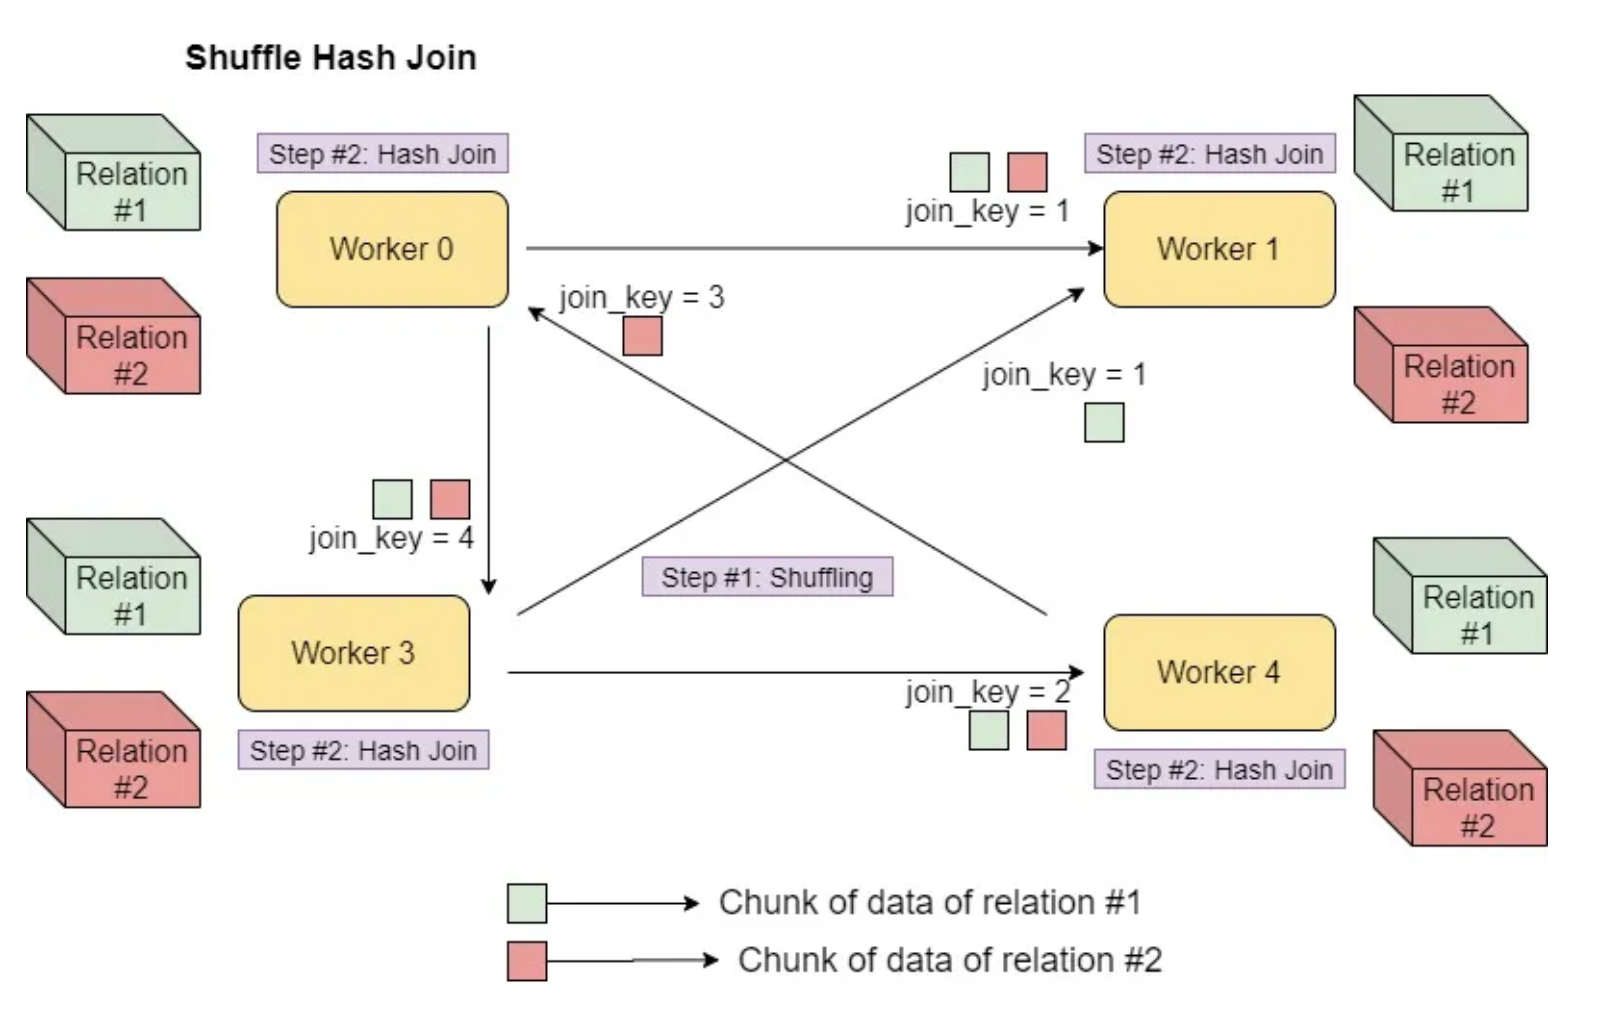 Shuffle Hash Join
Relation
#1
Step #2: Hash Join
Worker 0
Relation
#2
join_key = 1
Step #2: Hash Join
Worker 1
Relation
#1
Relation
#2
join_key = 3
join_key = 1
join_key = 4
Step #1: Shuffling
Relation
#1
Worker 3
Relation
#2
Step #2: Hash Join
join_key = 2
Worker 4
Step #2: Hash Join
Relation
#1
Relation
#2
Chunk of data of relation #1
Chunk of data of relation #2